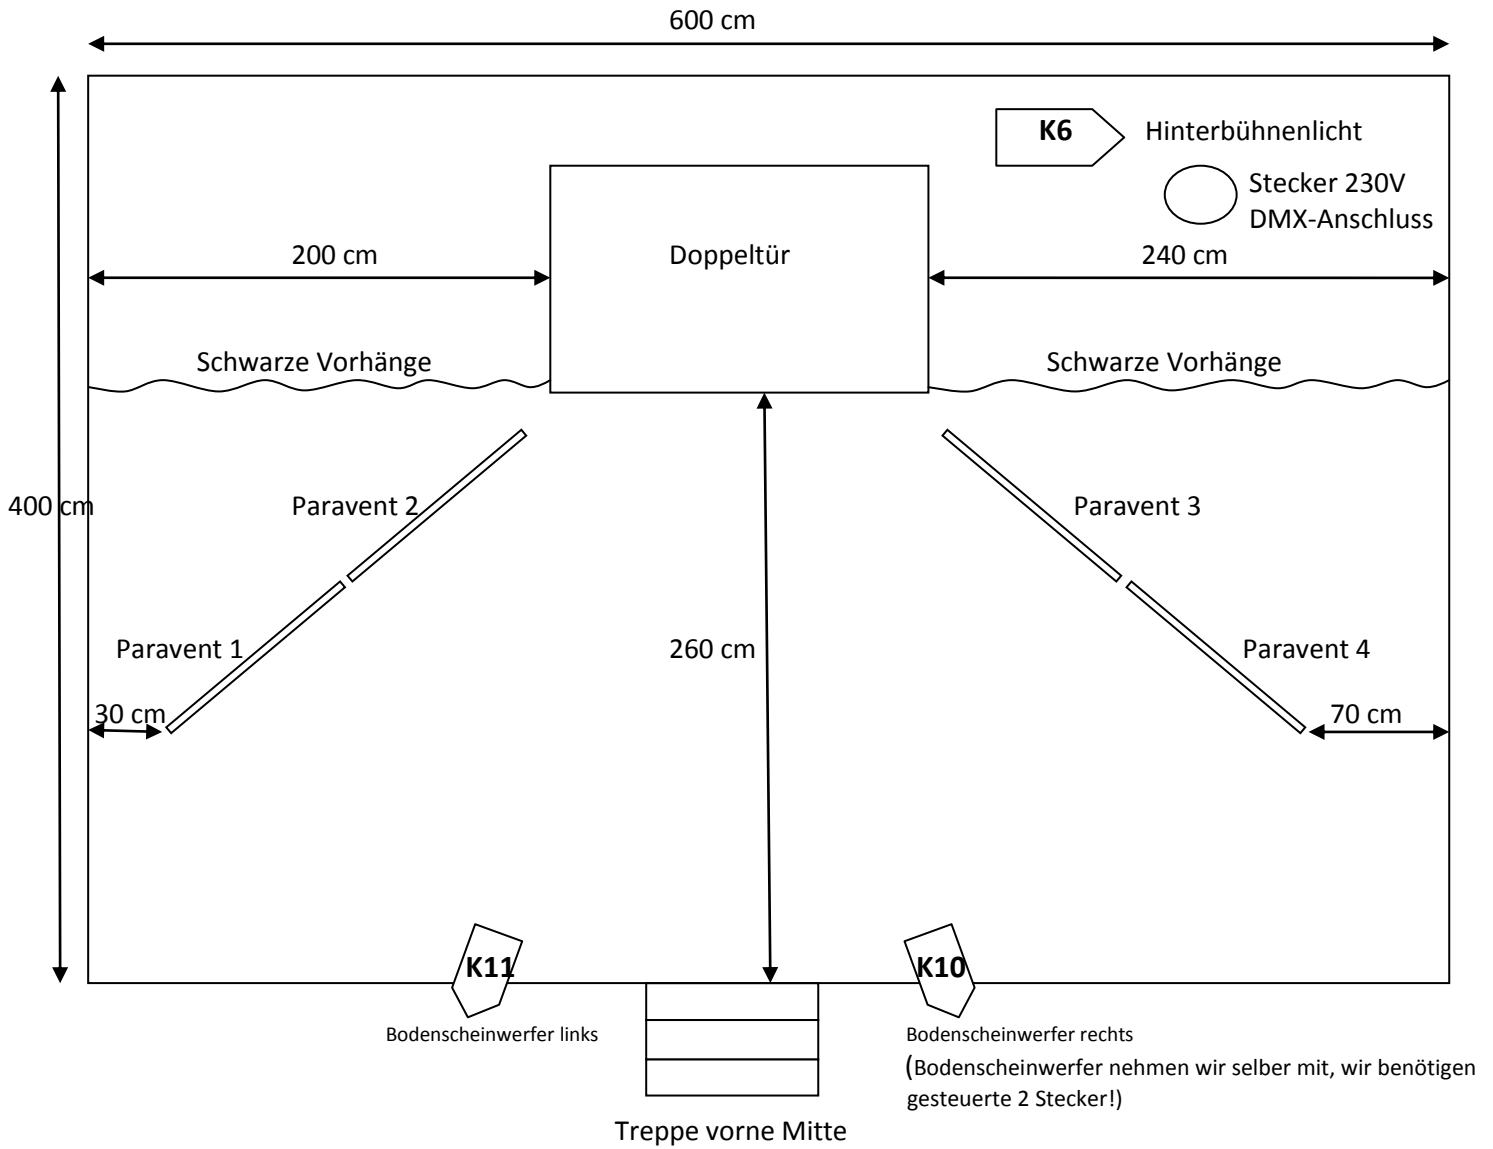 600 cm
K6 Hinterbühnenlicht
Stecker 230V
DMX-Anschluss
200 cm
Doppeltür
240 cm
Schwarze Vorhänge
Schwarze Vorhänge
400 cm
Paravent 2
Paravent 3
Paravent 1
260 cm
Paravent 4
30 cm
70 cm
K11
K10
Bodenscheinwerfer links
Bodenscheinwerfer rechts
(Bodenscheinwerfer nehmen wir selber mit, wir benötigen
gesteuerte 2 Stecker!)
Treppe vorne Mitte